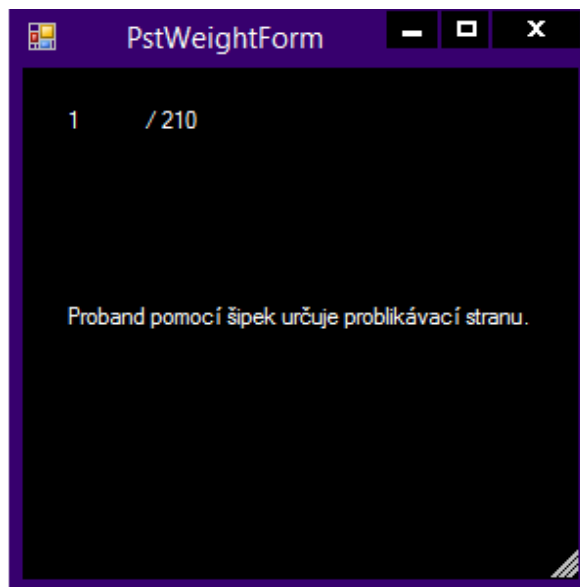 PstWeightForm
1 / 210
Proband pomocí šipek určuje problikávací stranu.